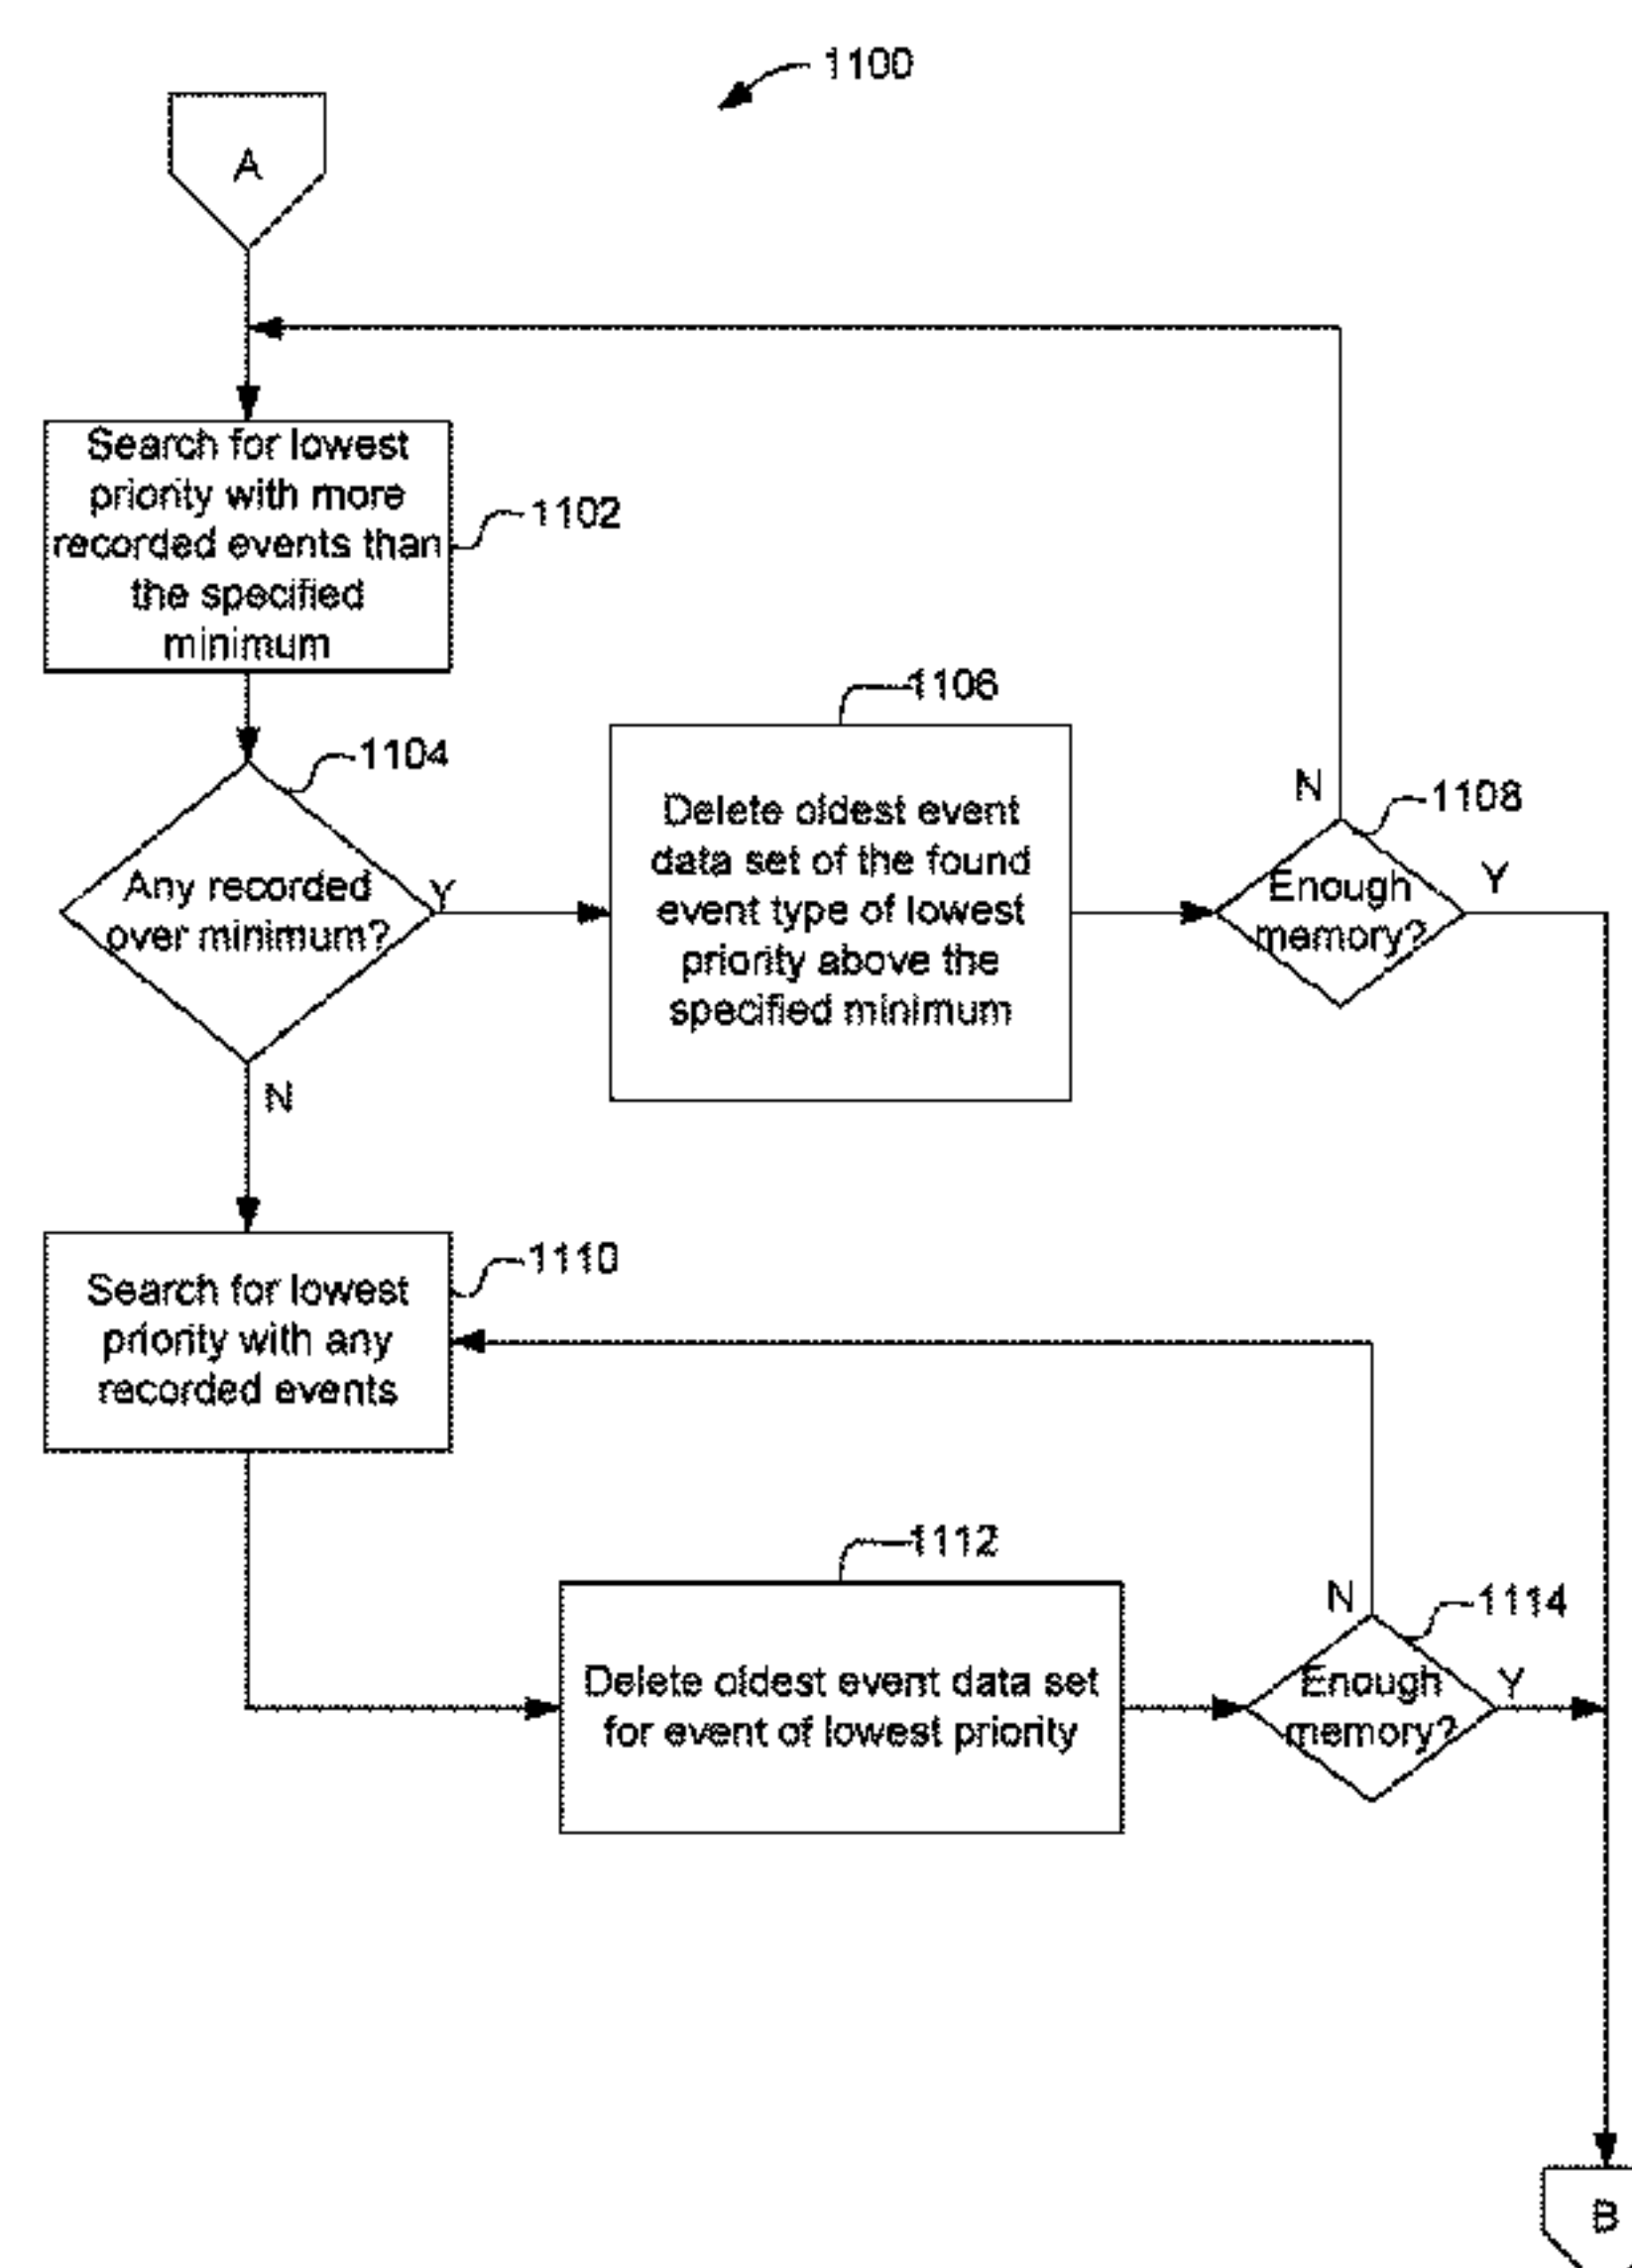 1100
A
Search for lowest
priority with more
recorded events than
the specified
minimum
1102
1104
Any recorded
over minimum?
Y
N
1106
Delete oldest event
data set of the found
event type of lowest
priority above the
specified minimum
N
1108
Enough
memory?
Y
1110
Search for lowest
priority with any
recorded events
1112
Delete oldest event data set
for event of lowest priority
N
1114
Enough
memory?
Y
B